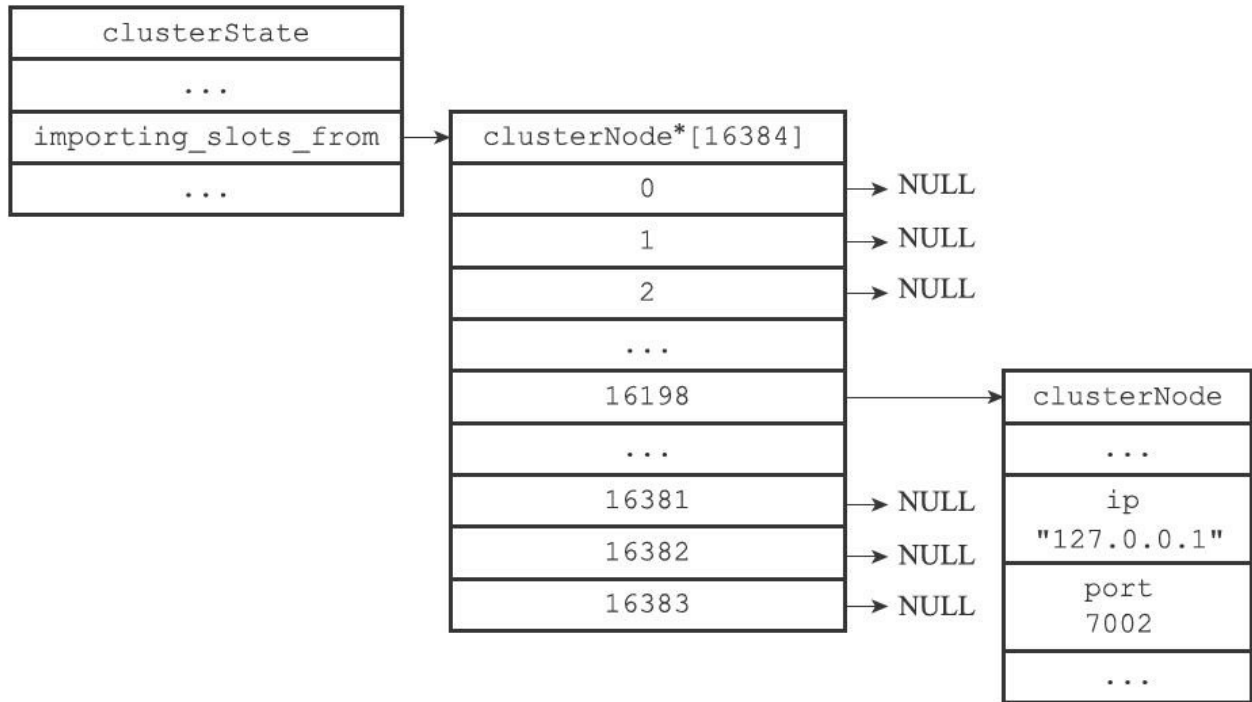 clusterState
...
importing_slots_from
...
clusterNode*[16384]
0
NULL
1
NULL
2
NULL
...
16198
...
16381
NULL
16382
NULL
16383
NULL
clusterNode
...
ip
"127.0.0.1"
port
7002
...